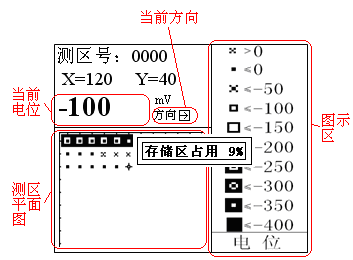 当前方向
测区号：0000
X=120 Y=40
当前
电位
-100
mV
方向
存储区占用 9%
测区
平面
图
>0
≤0
≤-50
≤-100
≤-150
≤-200
≤-250
≤-300
≤-350
≤-400
电 位
图示
区